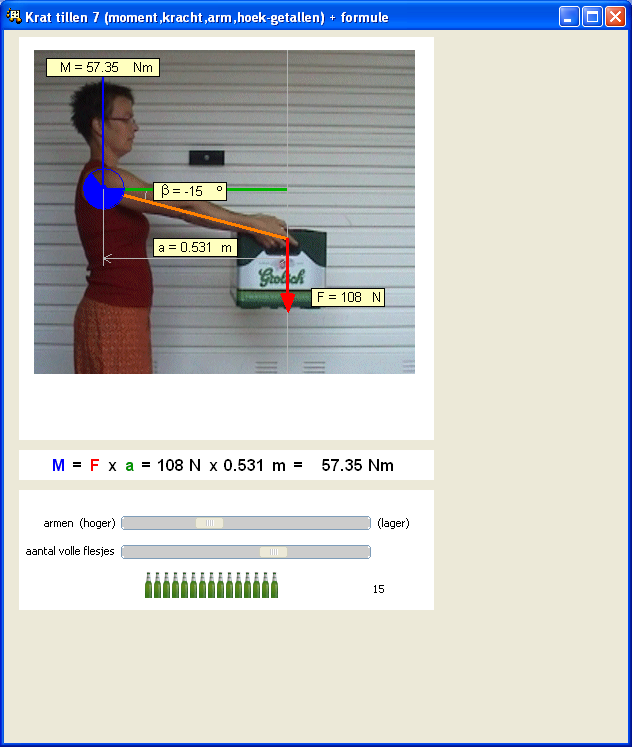 Krat tillen 7 (moment,kracht,arm,hoek-getallen) + formule
M = 57.35 Nm
β = -15 º
a = 0.531 m
Grolsch
F = 108 N
M = F x a = 108 N x 0.531 m = 57.35 Nm
armen (hoger) (lager)
aantal volle flesjes
15